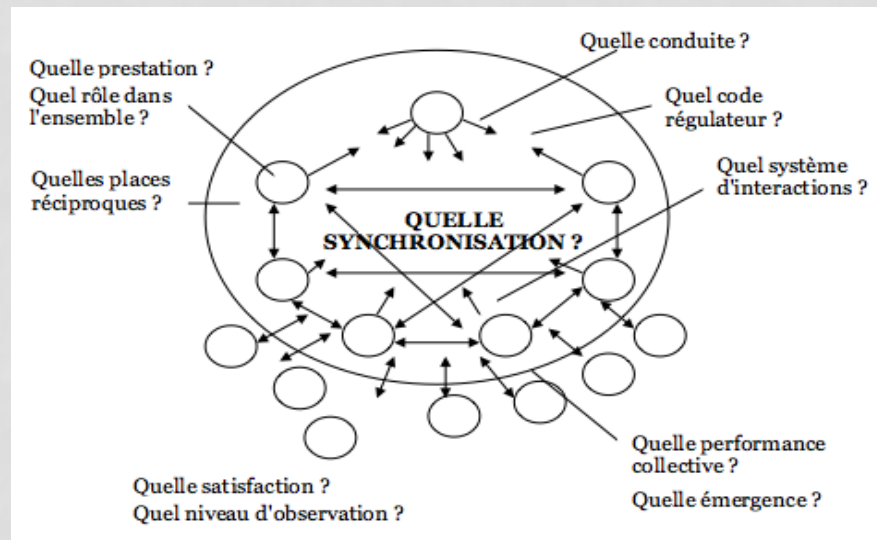 Quelle conduite ?
Quelle prestation ?
Quel rôle dans
l'ensemble ?
Quel code
régulateur ?
Quelles places
réciproques ?
Quel système
d'interactions ?
QUELLE
SYNCHRONISATION ?
Quelle performance
collective ?
Quelle émergence ?
Quelle satisfaction ?
Quel niveau d'observation ?